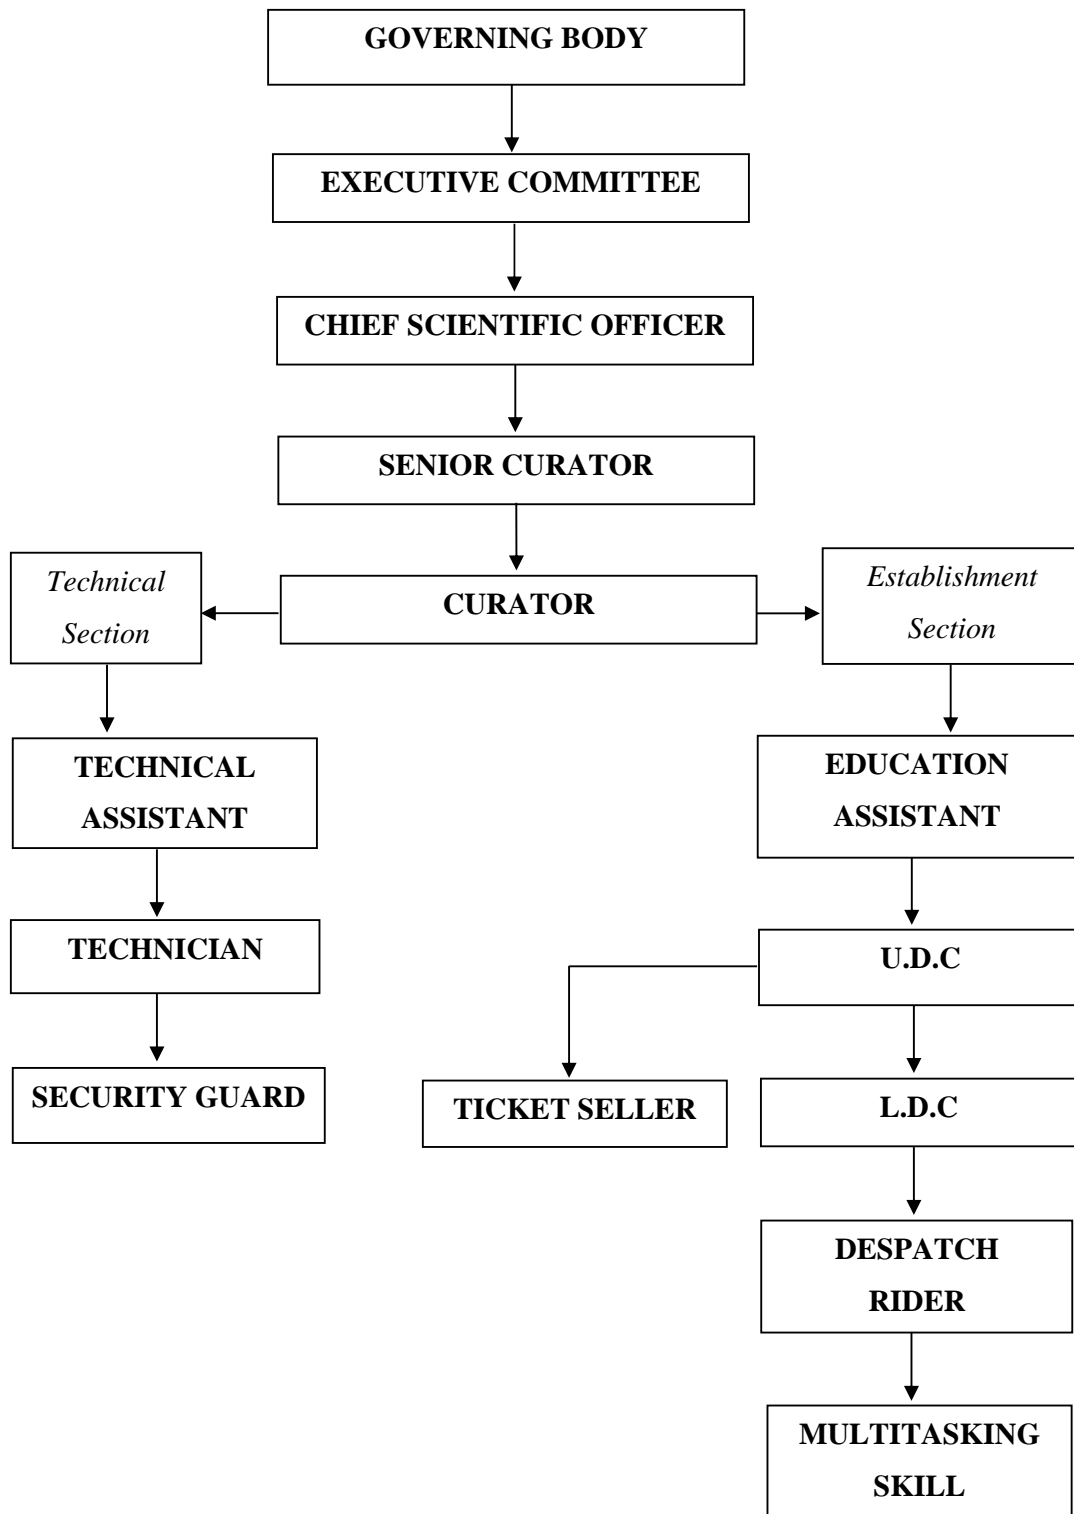 GOVERNING BODY
EXECUTIVE COMMITTEE
CHIEF SCIENTIFIC OFFICER
SENIOR CURATOR
Technical
Section
CURATOR
Establishment
Section
TECHNICAL
ASSISTANT
EDUCATION
ASSISTANT
TECHNICIAN
U.D.C
SECURITY GUARD
TICKET SELLER
L.D.C
DESPATCH
RIDER
MULTITASKING
SKILL